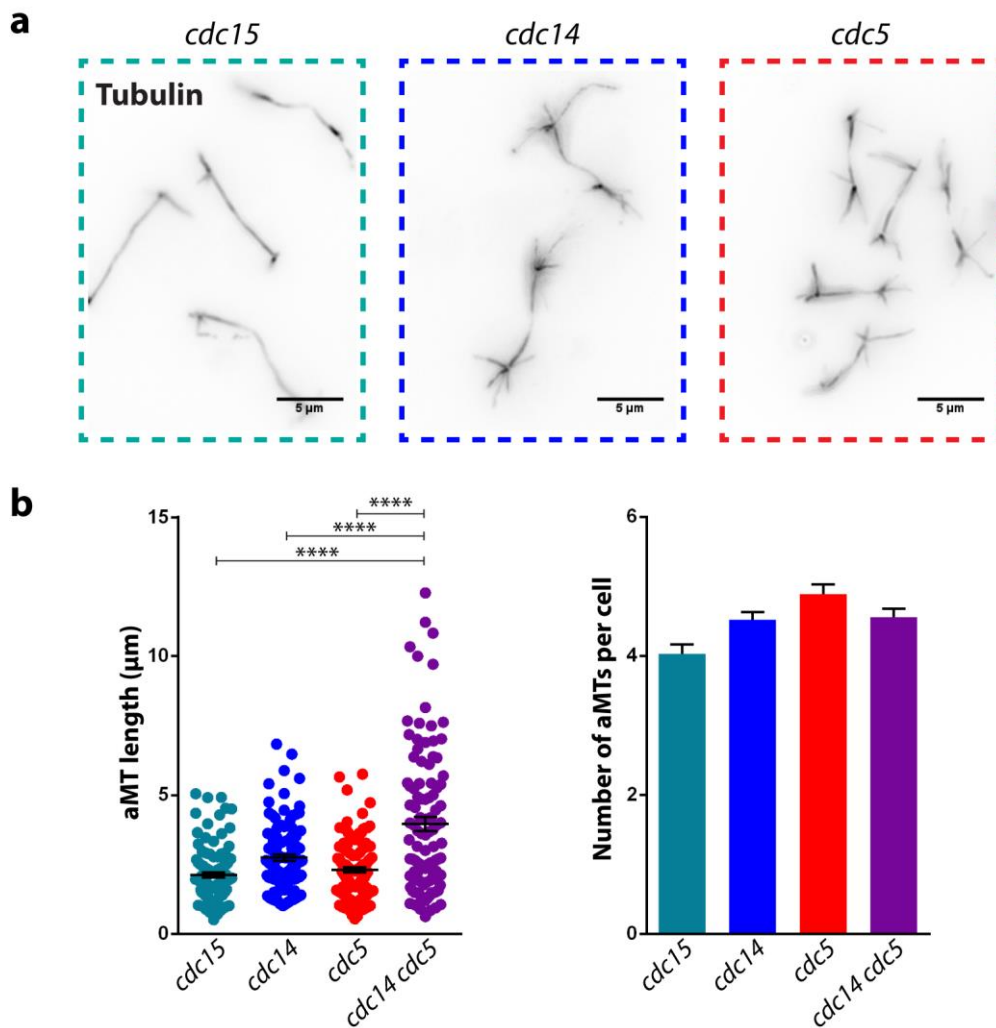 a
cdc15 cdc14 cdc5
Tubulin
5 µm 5 µm 5 µm
b
****
****
****
15
10
5
0
aMT length (µm)
cdc15 cdc14 cdc5 cdc14 cdc5
6
4
2
0
Number of aMTs per cell
cdc15 cdc14 cdc5 cdc14 cdc5